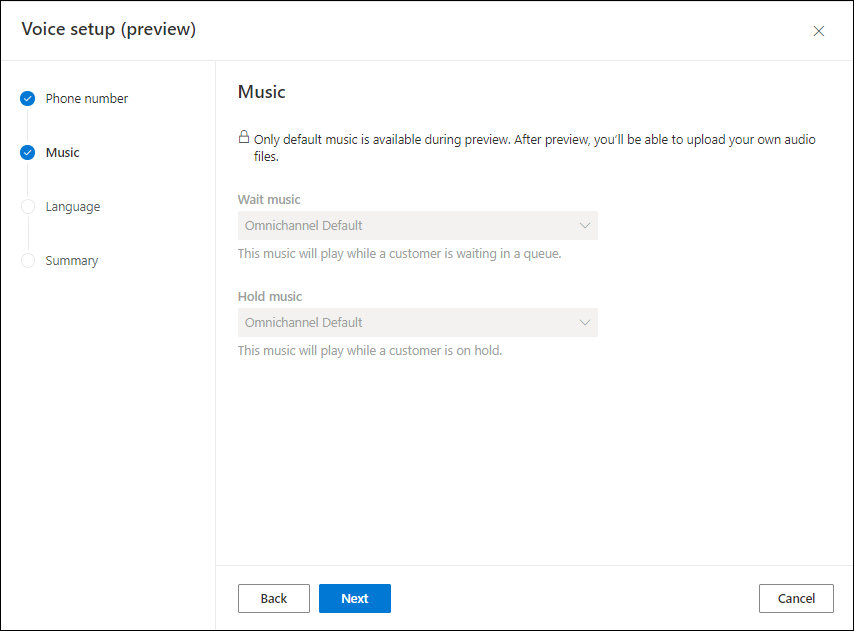 Voice setup (preview)
Phone number
Music
Language
Summary
Music
Only default music is available during preview. After preview, you'll be able to upload your own audio
files.
Wait music
Omnichannel Default
This music will play while a customer is waiting in a queue.
Hold music
Omnichannel Default
This music will play while a customer is on hold.
Back
Next
Cancel